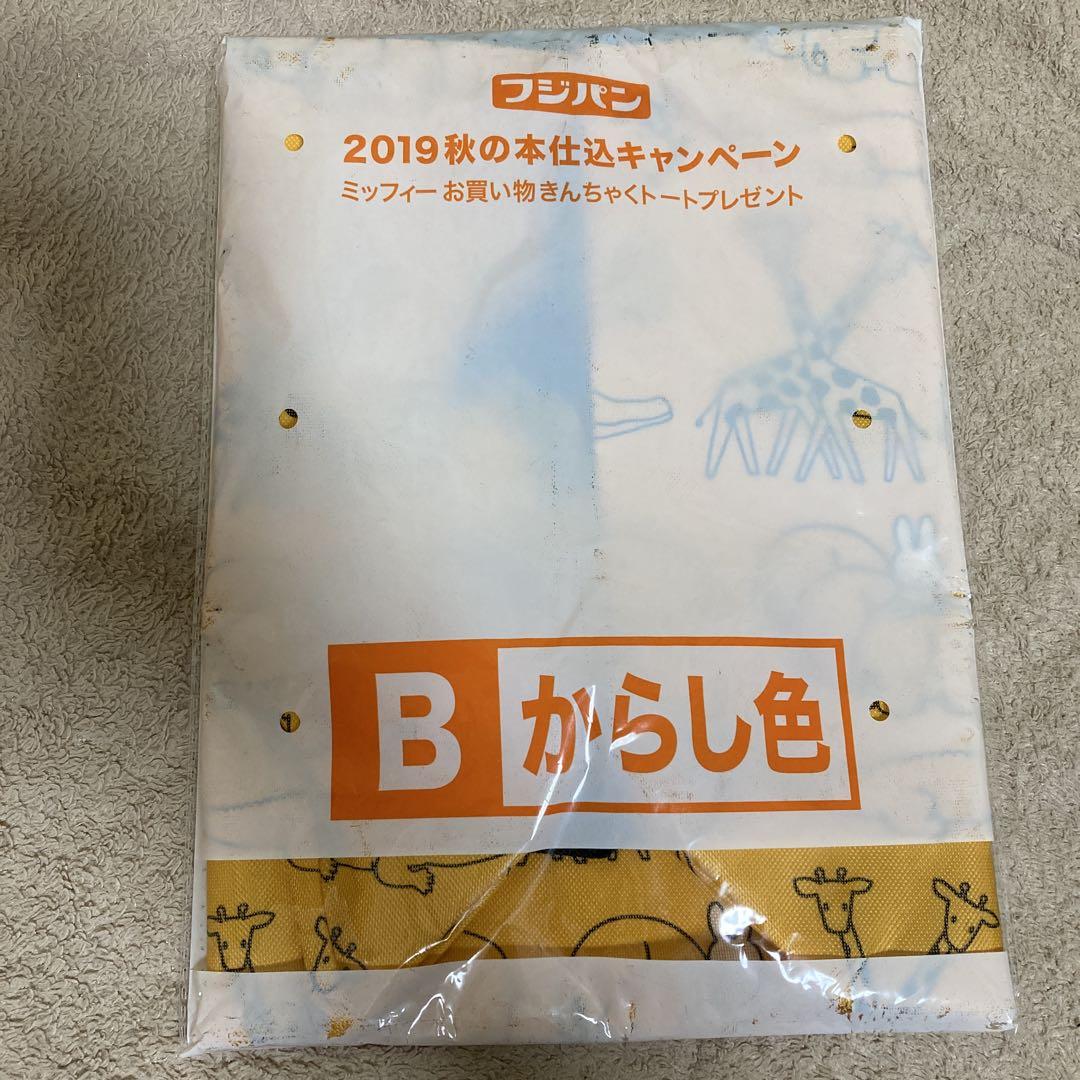 フジパン
2019秋の本仕込キャンペーン
ミッフィーお買い物きんちゃくトートプレゼント
B からし色